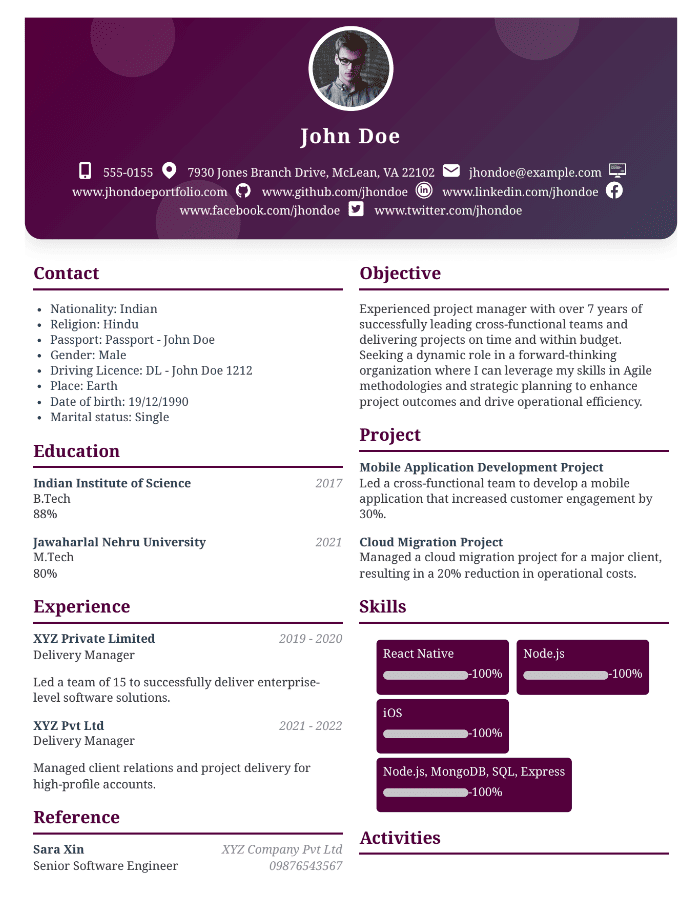 John Doe
555-0155 7930 Jones Branch Drive, McLean, VA 22102 jhondoe@example.com
www.jhondoeportfolio.com www.github.com/jhondoe www.linkedin.com/jhondoe
www.facebook.com/jhondoe www.twitter.com/jhondoe
Contact
• Nationality: Indian
• Religion: Hindu
• Passport: Passport - John Doe
• Gender: Male
• Driving Licence: DL - John Doe 1212
• Place: Earth
• Date of birth: 19/12/1990
• Marital status: Single
Education
Indian Institute of Science 2017
B.Tech
88%
Jawaharlal Nehru University 2021
M.Tech
80%
Experience
XYZ Private Limited 2019 - 2020
Delivery Manager
Led a team of 15 to successfully deliver enterprise-
level software solutions.
XYZ Pvt Ltd 2021 - 2022
Delivery Manager
Managed client relations and project delivery for
high-profile accounts.
Reference
Sara Xin XYZ Company Pvt Ltd
Senior Software Engineer 09876543567
Objective
Experienced project manager with over 7 years of
successfully leading cross-functional teams and
delivering projects on time and within budget.
Seeking a dynamic role in a forward-thinking
organization where I can leverage my skills in Agile
methodologies and strategic planning to enhance
project outcomes and drive operational efficiency.
Project
Mobile Application Development Project
Led a cross-functional team to develop a mobile
application that increased customer engagement by
30%.
Cloud Migration Project
Managed a cloud migration project for a major client,
resulting in a 20% reduction in operational costs.
Skills
React Native
-100%
Node.js
-100%
iOS
-100%
Node.js, MongoDB, SQL, Express
-100%
Activities